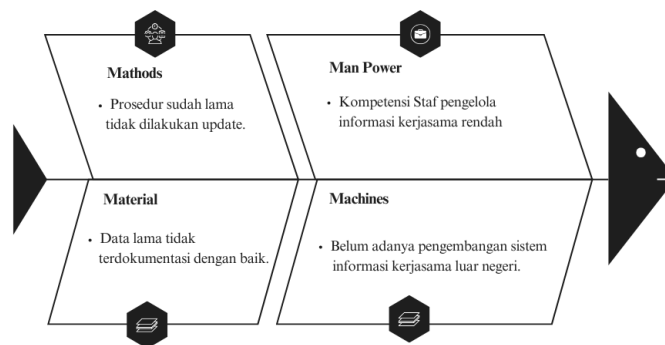 Mathods
• Prosedur sudah lama
tidak dilakukan update.
Man Power
• Kompetensi Staf pengelola
informasi kerjasama rendah
Material
• Data lama tidak
terdokumentasi dengan baik.
Machines
• Belum adanya pengembangan sistem
informasi kerjasama luar negeri.